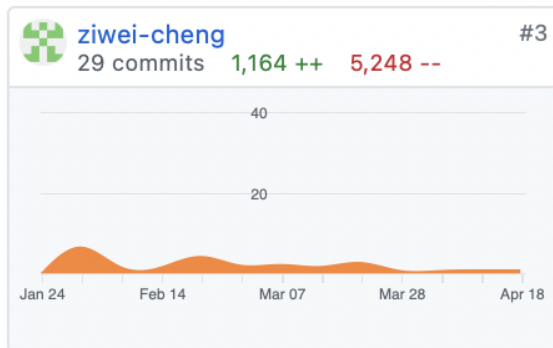 ziwei-cheng #3
29 commits 1,164 ++ 5,248 --
40
20
Jan 24 Feb 14 Mar 07 Mar 28 Apr 18